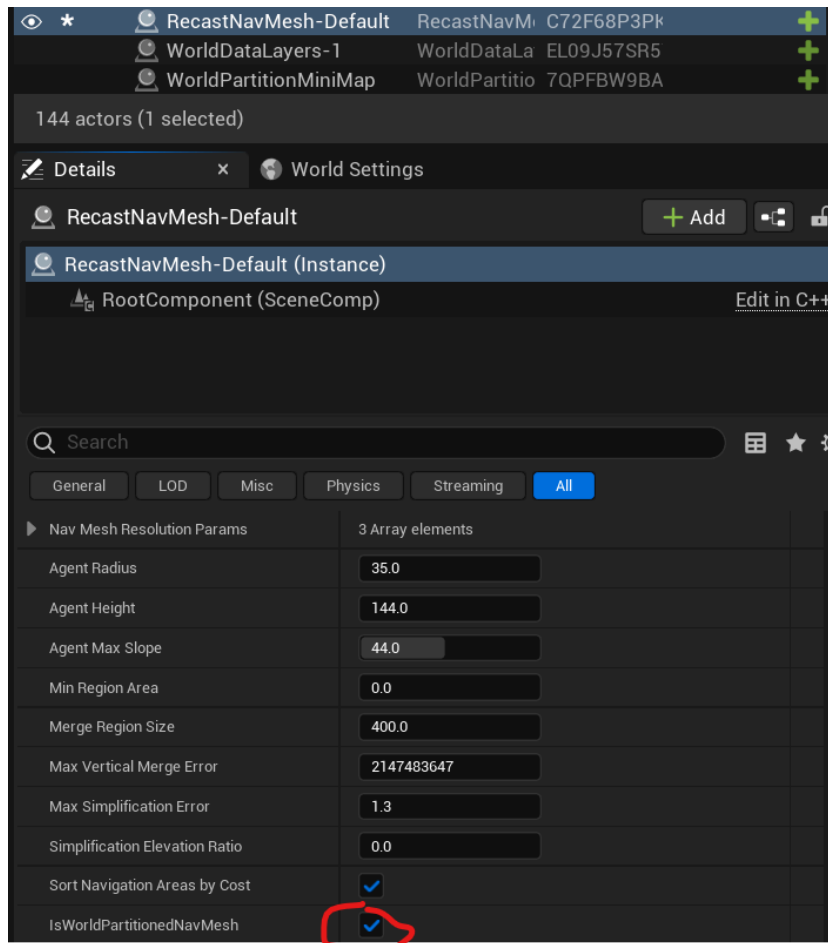 RecastNavMesh-Default RecastNavM C72F68P3PK
WorldDataLayers-1 WorldDataLa EL09J57SR5
WorldPartitionMiniMap WorldPartitio 7QPFBW9BA
144 actors (1 selected)
Details × World Settings
RecastNavMesh-Default + Add
RecastNavMesh-Default (Instance)
RootComponent (SceneComp) Edit in C++
Search
General LOD Misc Physics Streaming All
Nav Mesh Resolution Params 3 Array elements
Agent Radius 35.0
Agent Height 144.0
Agent Max Slope 44.0
Min Region Area 0.0
Merge Region Size 400.0
Max Vertical Merge Error 2147483647
Max Simplification Error 1.3
Simplification Elevation Ratio 0.0
Sort Navigation Areas by Cost
IsWorldPartitionedNavMesh